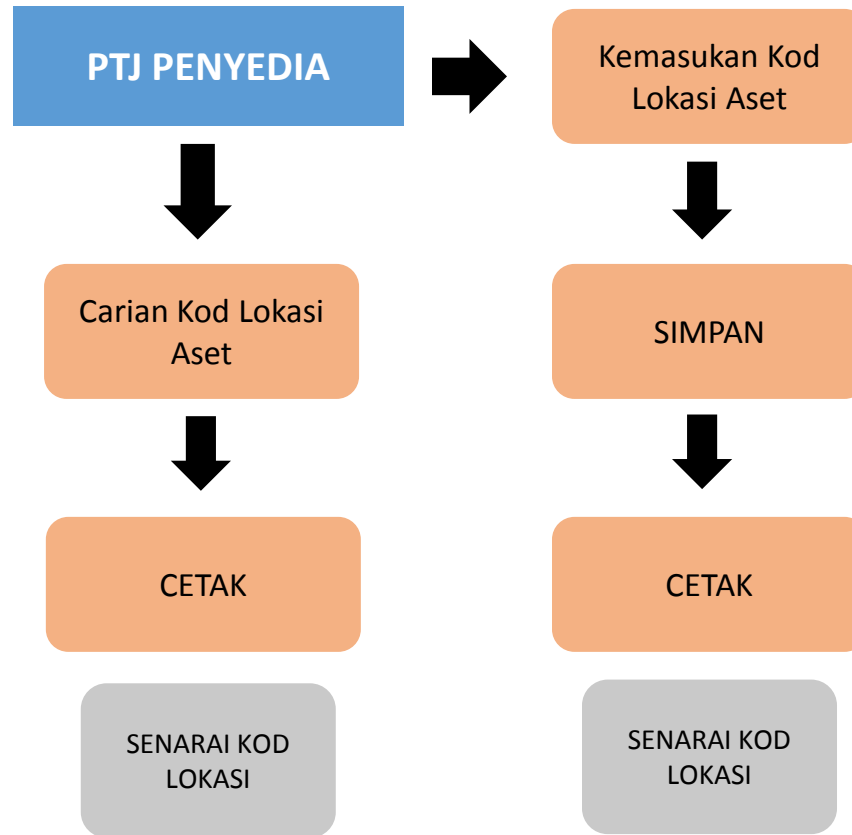 PTJ PENYEDIA
Kemasukan Kod
Lokasi Aset
Carian Kod Lokasi
Aset
SIMPAN
CETAK
CETAK
SENARAI KOD
LOKASI
SENARAI KOD
LOKASI